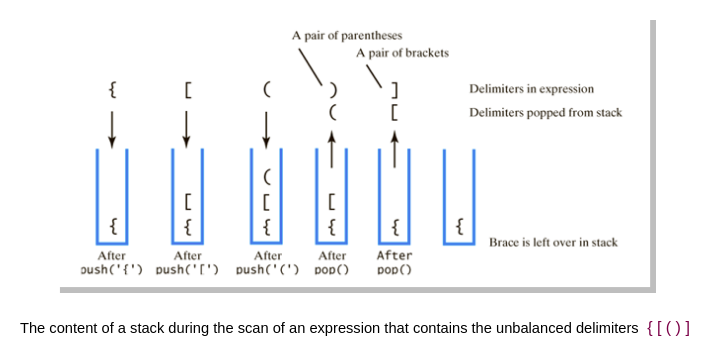 A pair of parentheses
A pair of brackets
{ [ ( ) ] Delimiters in expression
( [ Delimiters popped from stack
(
[ [ [
{ { { { { {
Brace is left over in stack
After After After After After
push('{') push('[') push('(') pop() pop()
The content of a stack during the scan of an expression that contains the unbalanced delimiters {[()]